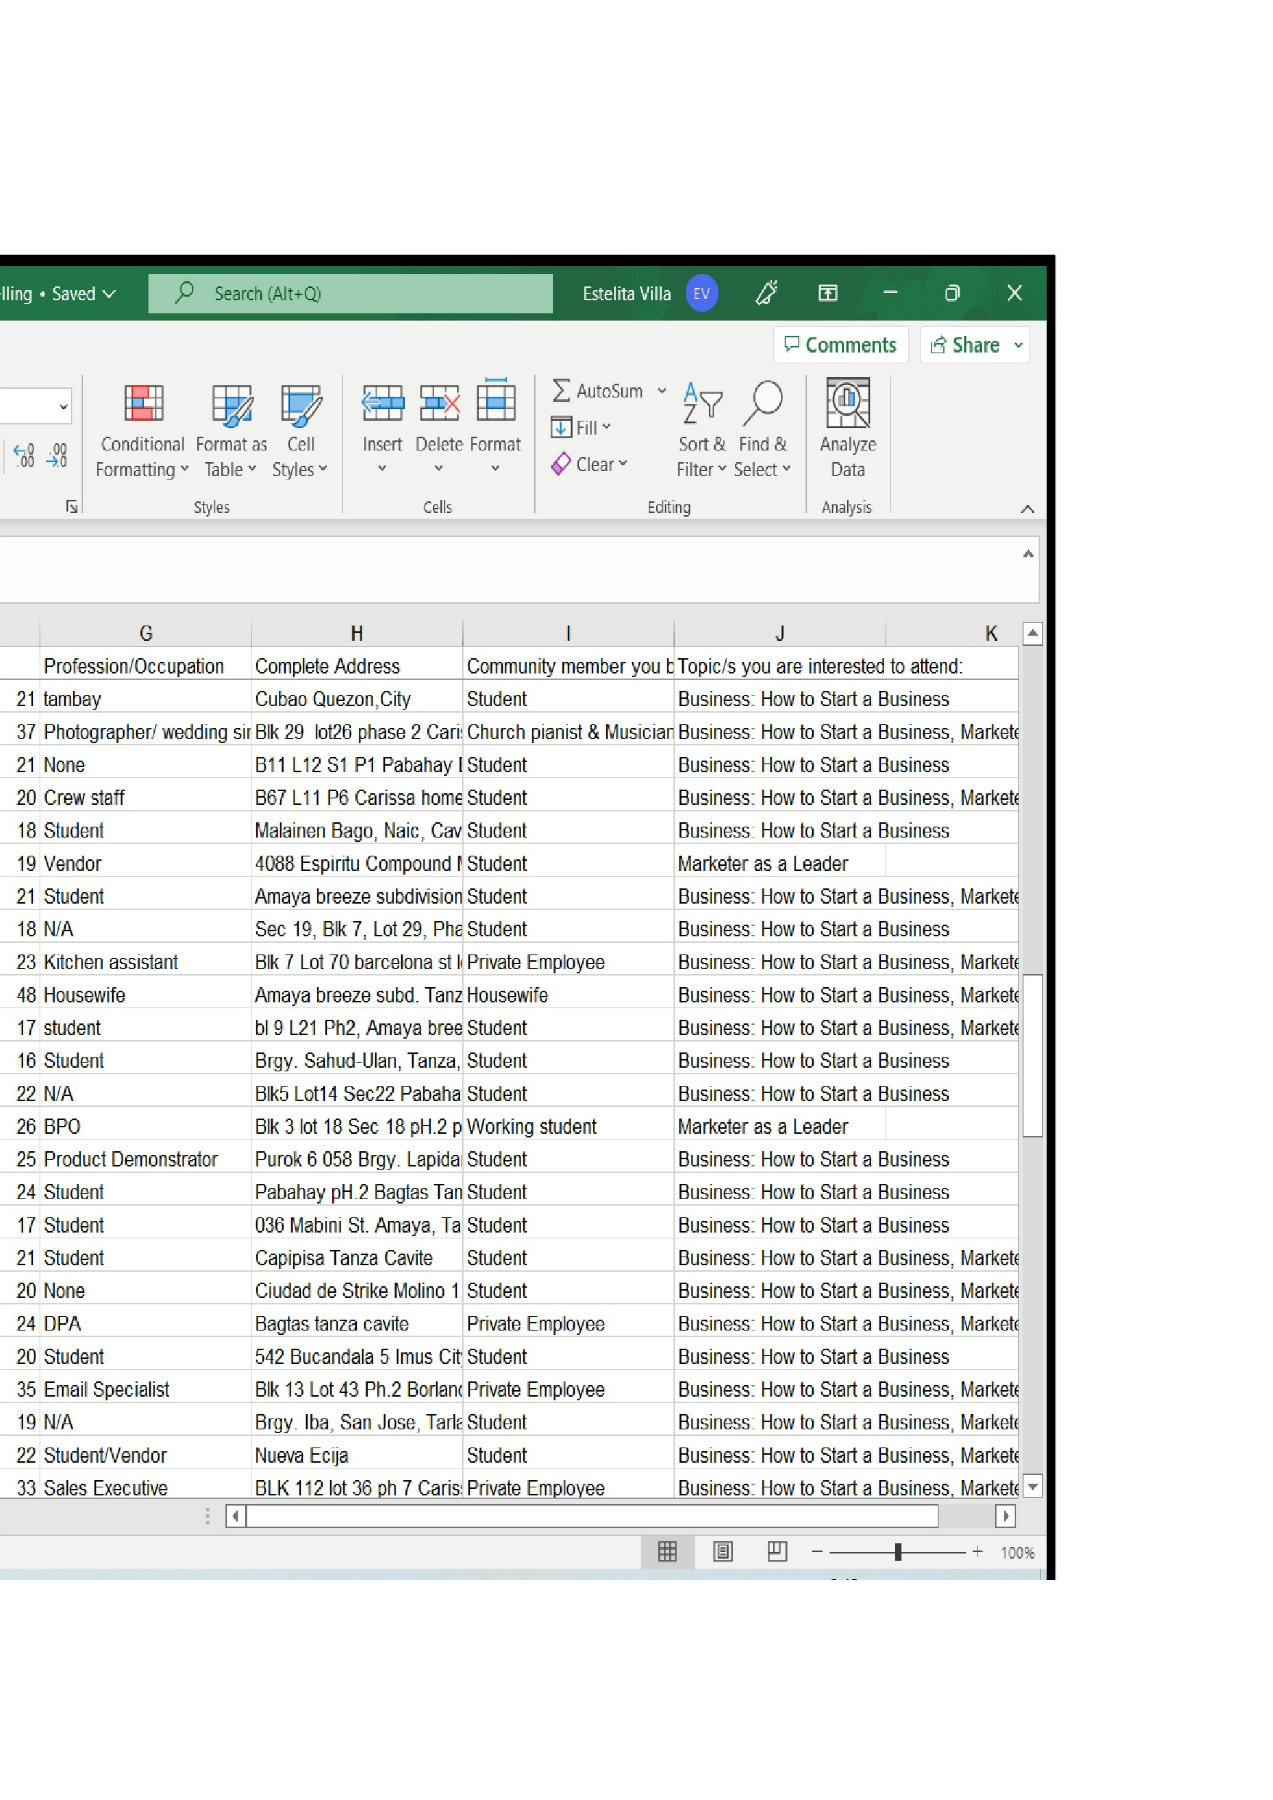 lling • Saved
Search (Alt+Q)
Estelita Villa
EV
Comments
Share
Conditional Formatting
Format as Table
Cell Styles
Insert
Delete
Format
AutoSum
Fill
Clear
Sort & Filter
Find & Select
Analyze Data
Styles
Cells
Editing
Analysis
G H I J K
Profession/Occupation Complete Address Community member you b Topic/s you are interested to attend:
21 tambay Cubao Quezon,City Student Business: How to Start a Business
37 Photographer/ wedding sin Blk 29 lot26 phase 2 Caris Church pianist & Musician Business: How to Start a Business, Markete
21 None B11 L12 S1 P1 Pabahay Student Business: How to Start a Business
20 Crew staff B67 L11 P6 Carissa home Student Business: How to Start a Business, Markete
18 Student Malainen Bago, Naic, Cav Student Business: How to Start a Business
19 Vendor 4088 Espiritu Compound Student Marketer as a Leader
21 Student Amaya breeze subdivision Student Business: How to Start a Business, Markete
18 N/A Sec 19, Blk 7, Lot 29, Pha Student Business: How to Start a Business
23 Kitchen assistant Blk 7 Lot 70 barcelona st Private Employee Business: How to Start a Business, Markete
48 Housewife Amaya breeze subd. Tanz Housewife Business: How to Start a Business, Markete
17 student bl 9 L21 Ph2, Amaya bree Student Business: How to Start a Business, Markete
16 Student Brgy. Sahud-Ulan, Tanza, Student Business: How to Start a Business
22 N/A Blk5 Lot14 Sec22 Pabaha Student Business: How to Start a Business
26 BPO Blk 3 lot 18 Sec 18 pH.2 p Working student Marketer as a Leader
25 Product Demonstrator Purok 6 058 Brgy. Lapida Student Business: How to Start a Business
24 Student Pabahay pH.2 Bagtas Tan Student Business: How to Start a Business
17 Student 036 Mabini St. Amaya, Ta Student Business: How to Start a Business
21 Student Capipisa Tanza Cavite Student Business: How to Start a Business, Markete
20 None Ciudad de Strike Molino 1 Student Business: How to Start a Business, Markete
24 DPA Bagtas tanza cavite Private Employee Business: How to Start a Business, Markete
20 Student 542 Bucandala 5 Imus Cit Student Business: How to Start a Business
35 Email Specialist Blk 13 Lot 43 Ph.2 Borland Private Employee Business: How to Start a Business, Markete
19 N/A Brgy. Iba, San Jose, Tarla Student Business: How to Start a Business, Markete
22 Student/Vendor Nueva Ecija Student Business: How to Start a Business, Markete
33 Sales Executive BLK 112 lot 36 ph 7 Caris Private Employee Business: How to Start a Business, Markete
100%